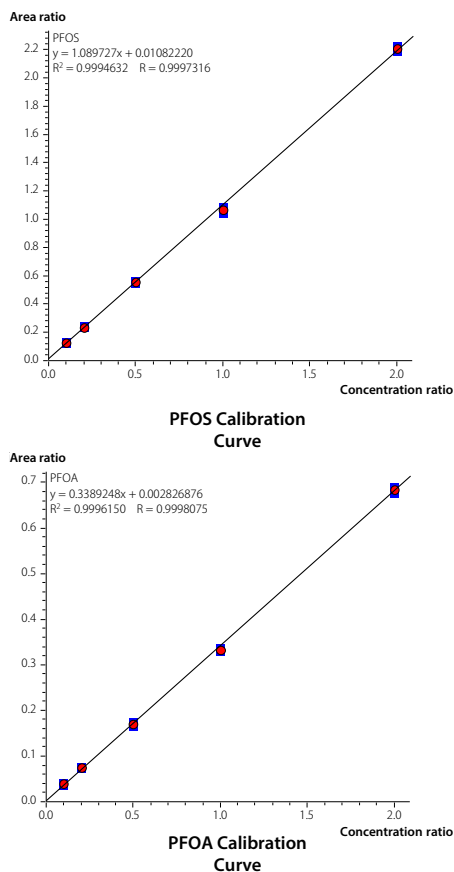 Area ratio
PFOS
y = 1.089727x + 0.01082220
R² = 0.9994632 R = 0.9997316
2.2
2.0
1.8
1.6
1.4
1.2
1.0
0.8
0.6
0.4
0.2
0.0
0.0 0.5 1.0 1.5 2.0
Concentration ratio
PFOS Calibration
Curve
Area ratio
PFOA
y = 0.3389248x + 0.002826876
R² = 0.9996150 R = 0.9998075
0.7
0.6
0.5
0.4
0.3
0.2
0.1
0.0
0.0 0.5 1.0 1.5 2.0
Concentration ratio
PFOA Calibration
Curve